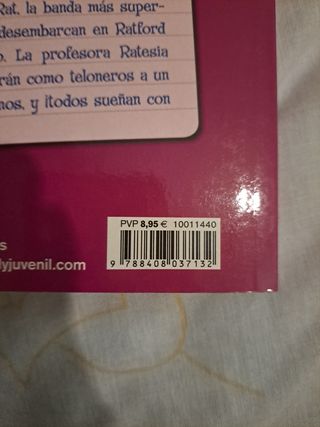 Rat, la banda más super-
desembarcan en Ratford
o. La profesora Ratesia
rán como teloneros a un
nos, y ¡todos sueñan con
PVP 8,95 € 10011440
s
lyjuvenil.com
9 788408 037132